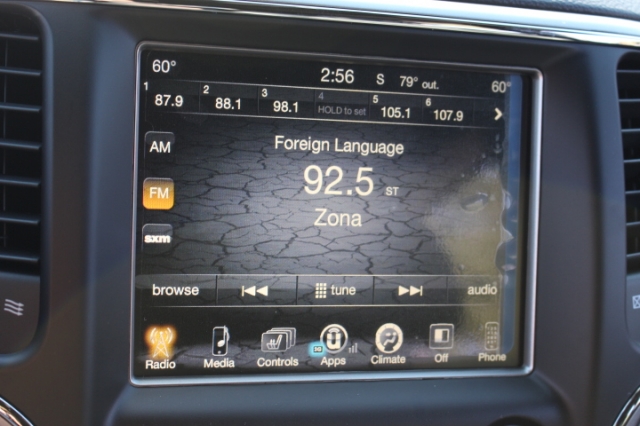 60° 2:56 S 79° out. 60°
1 87.9 2 88.1 3 98.1 4 HOLD to set 5 105.1 6 107.9
AM
Foreign Language
FM
92.5 ST
Zona
sxm
browse tune audio
Radio Media Controls Apps Climate Off Phone